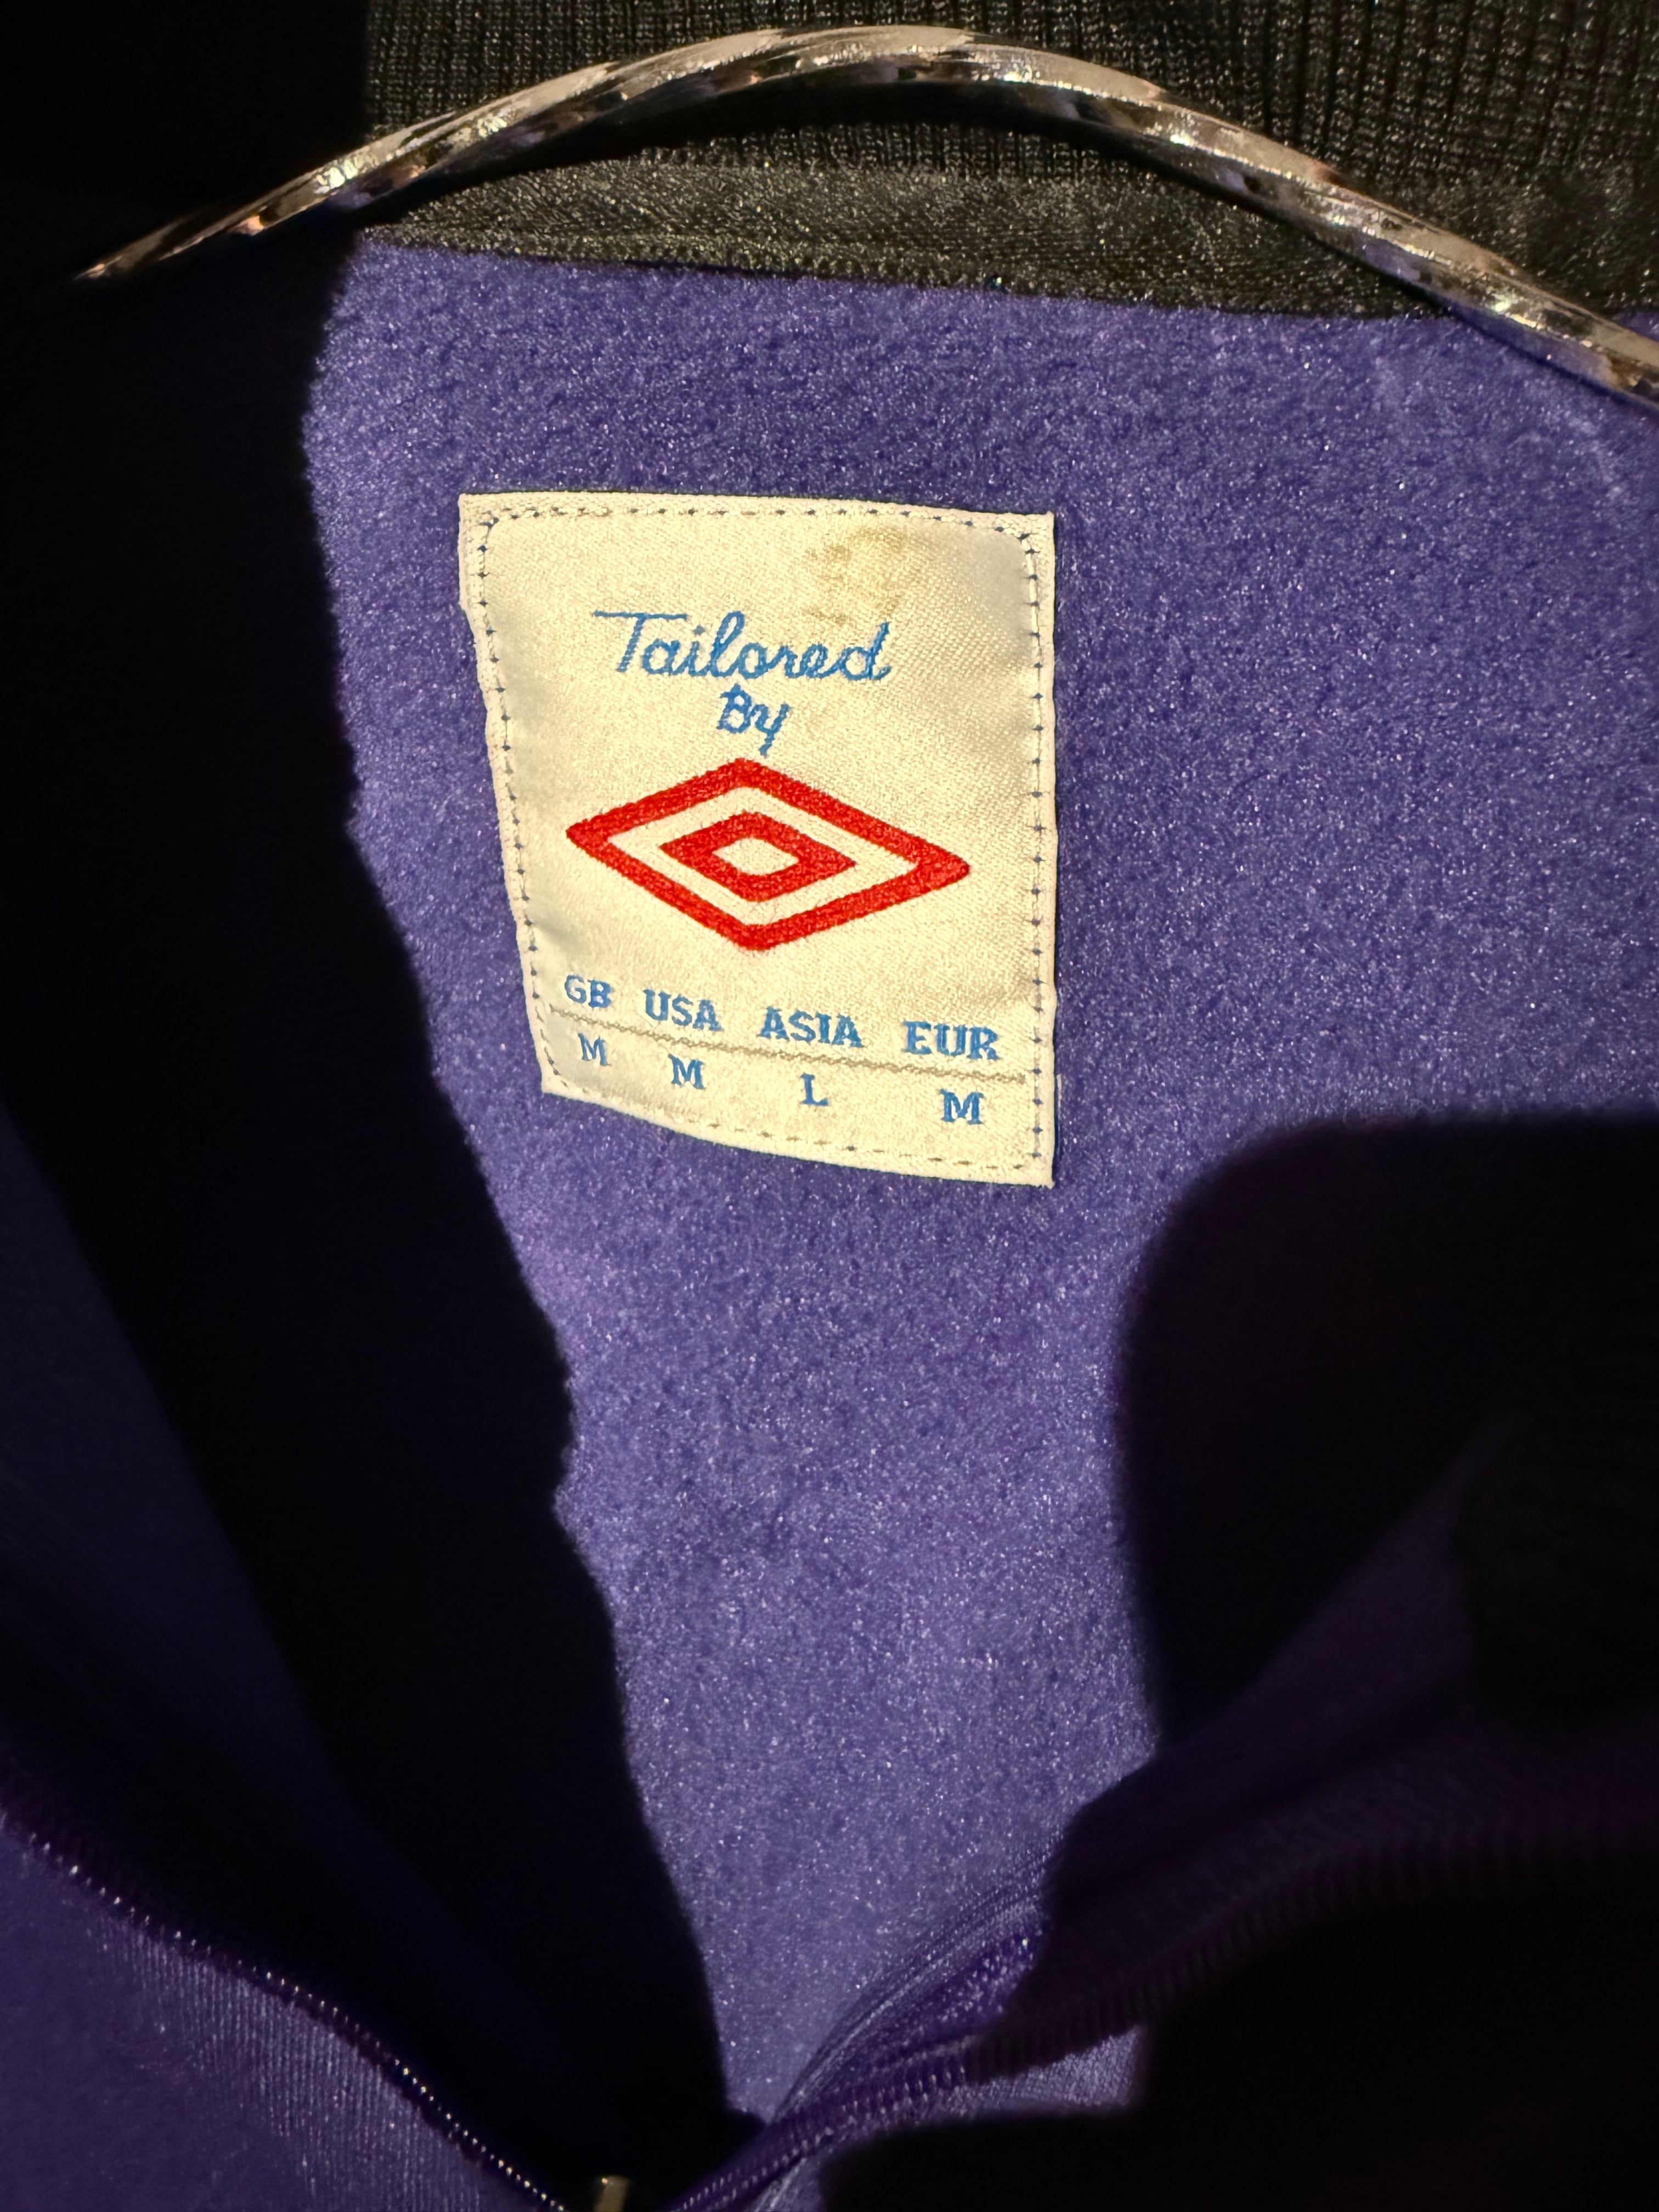 Tailored
By
GB USA ASIA EUR
M M L M